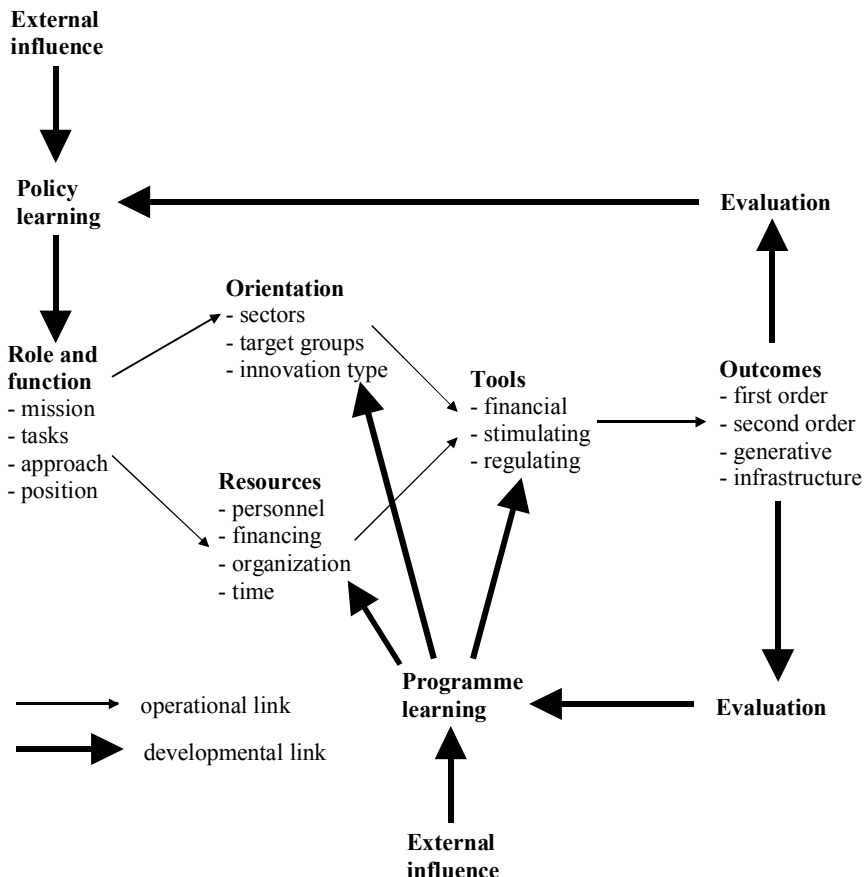 External
influence
Policy
learning
Evaluation
Orientation
- sectors
- target groups
- innovation type
Role and
function
- mission
- tasks
- approach
- position
Tools
- financial
- stimulating
- regulating
Outcomes
- first order
- second order
- generative
- infrastructure
Resources
- personnel
- financing
- organization
- time
Programme
learning
Evaluation
operational link
developmental link
External
influence